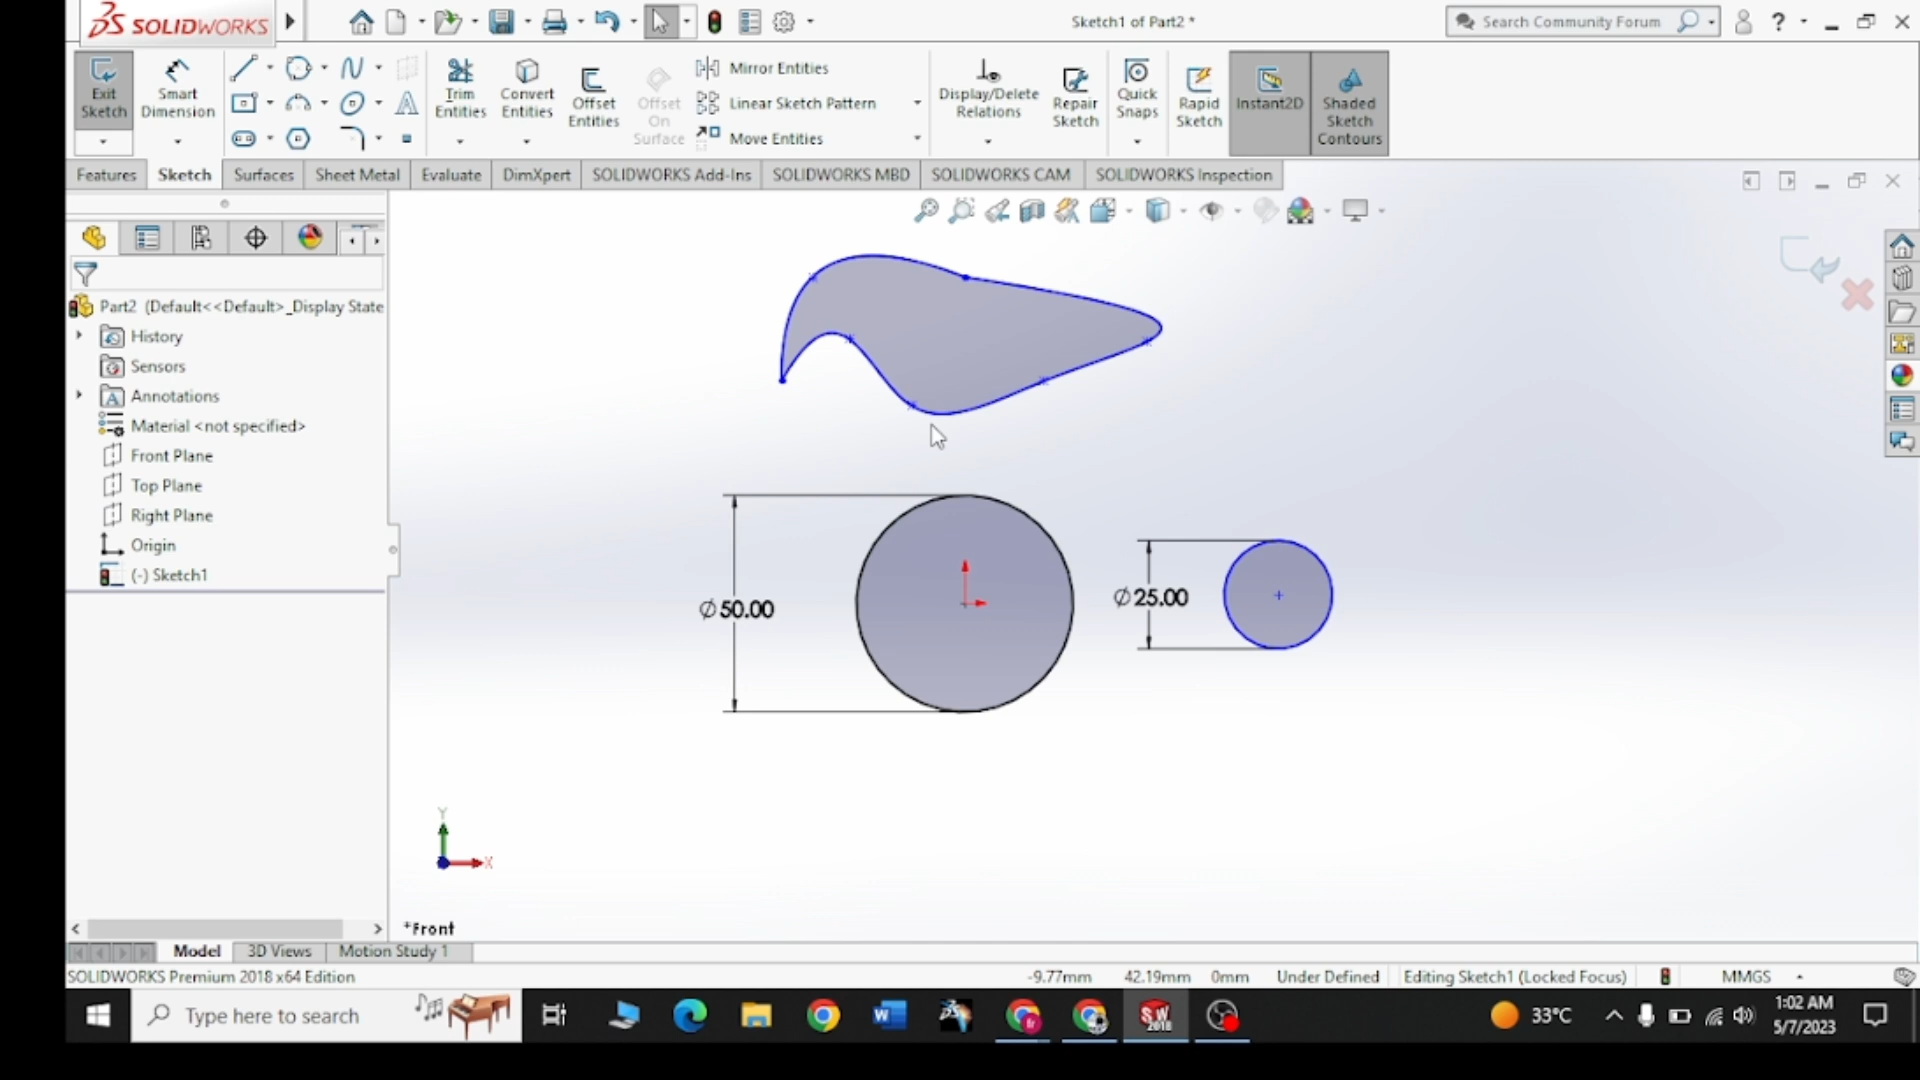 SOLIDWORKS
Sketch1 of Part2 *
Search Community Forum
?
Exit Sketch
Smart Dimension
Trim Entities
Convert Entities
Offset Entities
Offset On Surface
Mirror Entities
Linear Sketch Pattern
Move Entities
Display/Delete Relations
Repair Sketch
Quick Snaps
Rapid Sketch
Instant2D
Shaded Sketch Contours
Features
Sketch
Surfaces
Sheet Metal
Evaluate
DimXpert
SOLIDWORKS Add-Ins
SOLIDWORKS MBD
SOLIDWORKS CAM
SOLIDWORKS Inspection
Part2 (Default<<Default>_Display State
History
Sensors
Annotations
Material <not specified>
Front Plane
Top Plane
Right Plane
Origin
(-) Sketch1
∅50.00
∅25.00
Y
X
*Front
Model
3D Views
Motion Study 1
SOLIDWORKS Premium 2018 x64 Edition
-9.77mm
42.19mm
0mm
Under Defined
Editing Sketch1 (Locked Focus)
MMGS
Type here to search
33°C
1:02 AM
5/7/2023